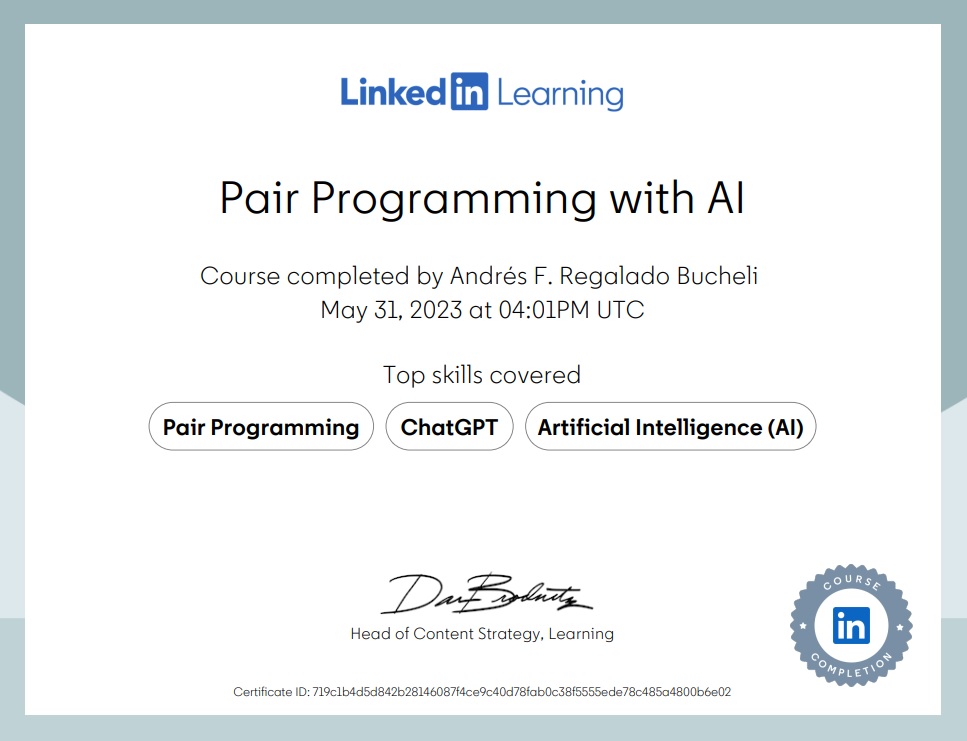 Linked in Learning
Pair Programming with AI
Course completed by Andrés F. Regalado Bucheli
May 31, 2023 at 04:01PM UTC
Top skills covered
Pair Programming ChatGPT Artificial Intelligence (AI)
Dan Brodnitz
Head of Content Strategy, Learning
COURSE
in
COMPLETION
Certificate ID: 719c1b4d5d842b28146087f4ce9c40d78fab0c38f5555ede78c485a4800b6e02